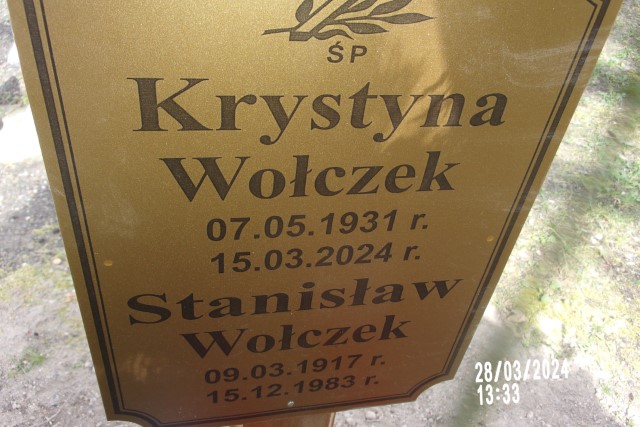 ŚP
Krystyna
Wołczek
07.05.1931 r.
15.03.2024 r.
Stanisław
Wołczek
09.03.1917 r.
15.12.1983 r.
28/03/2024
13:33